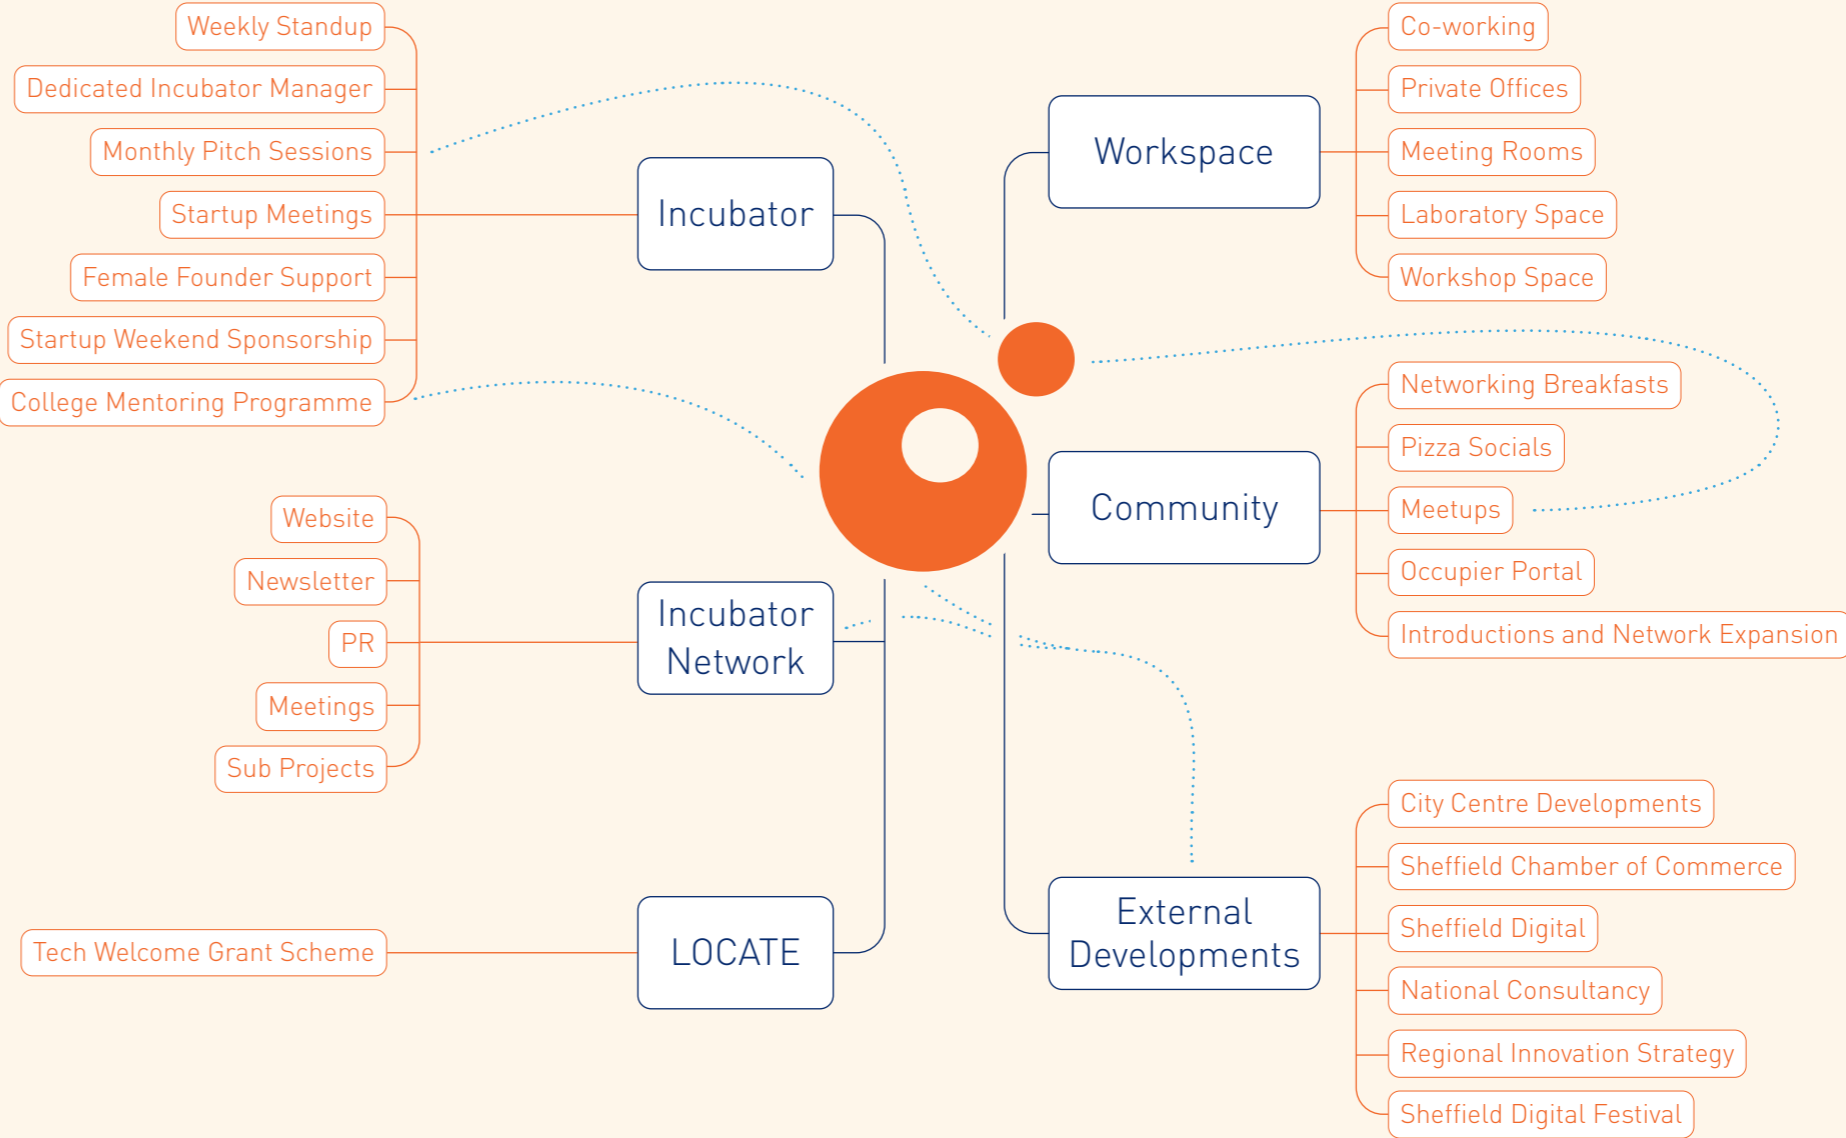 Weekly Standup
Dedicated Incubator Manager
Monthly Pitch Sessions
Startup Meetings
Female Founder Support
Startup Weekend Sponsorship
College Mentoring Programme
Incubator
Website
Newsletter
PR
Meetings
Sub Projects
Incubator
Network
Tech Welcome Grant Scheme
LOCATE
Workspace
Co-working
Private Offices
Meeting Rooms
Laboratory Space
Workshop Space
Community
Networking Breakfasts
Pizza Socials
Meetups
Occupier Portal
Introductions and Network Expansion
External
Developments
City Centre Developments
Sheffield Chamber of Commerce
Sheffield Digital
National Consultancy
Regional Innovation Strategy
Sheffield Digital Festival